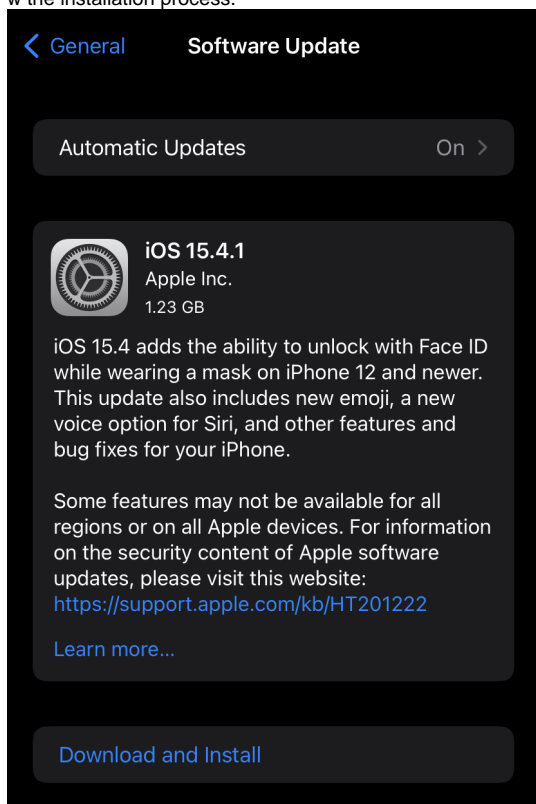 w the installation process.
General
Software Update
Automatic Updates
On
iOS 15.4.1
Apple Inc.
1.23 GB
iOS 15.4 adds the ability to unlock with Face ID
while wearing a mask on iPhone 12 and newer.
This update also includes new emoji, a new
voice option for Siri, and other features and
bug fixes for your iPhone.
Some features may not be available for all
regions or on all Apple devices. For information
on the security content of Apple software
updates, please visit this website:
https://support.apple.com/kb/HT201222
Learn more...
Download and Install